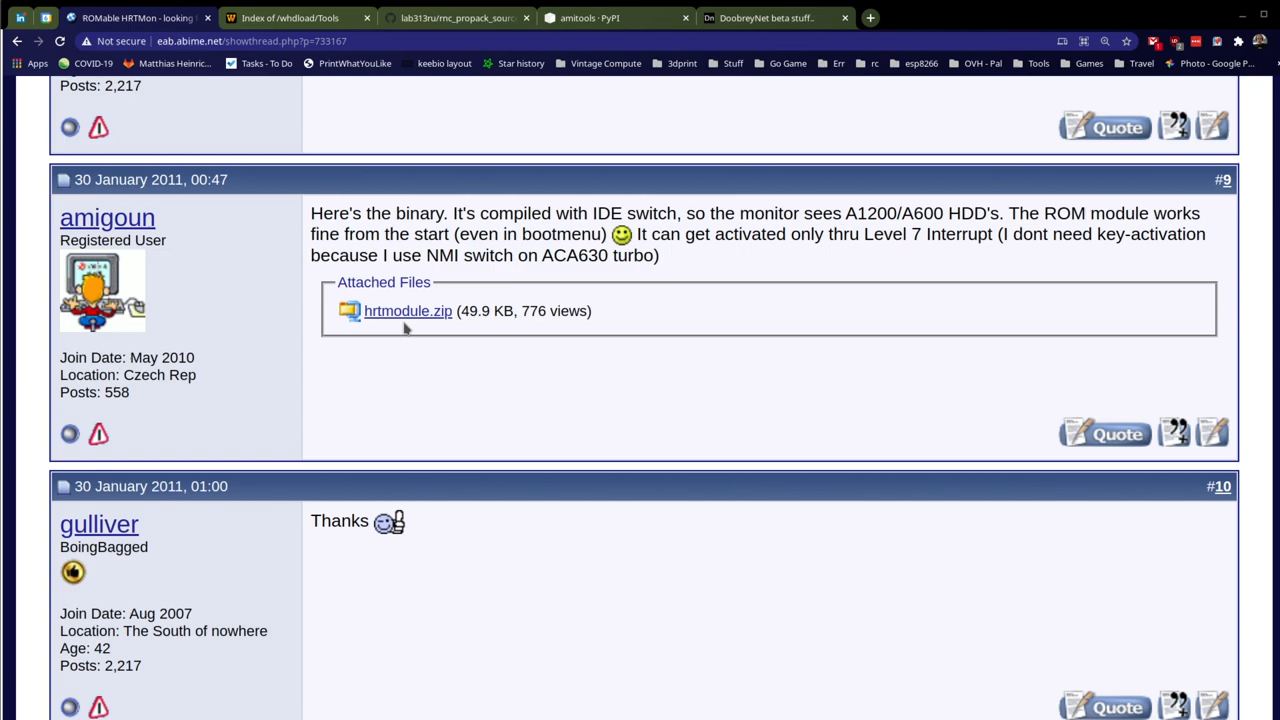 ROMable HRTMon - looking
Index of /whdload/Tools
lab313ru/rnc_propack_sourc
amitools · PyPI
Dn DoobreyNet beta stuff..
Not secure eab.abime.net/showthread.php?p=733167
Apps COVID-19 Matthias Heinric... Tasks - To Do PrintWhatYouLike keebio layout Star history Vintage Compute 3dprint Stuff Go Game Err rc esp8266 OVH - Pal Tools Games Travel Photo - Google P...
Posts: 2,217
Quote
30 January 2011, 00:47 #9
amigoun
Registered User
Join Date: May 2010
Location: Czech Rep
Posts: 558
Here's the binary. It's compiled with IDE switch, so the monitor sees A1200/A600 HDD's. The ROM module works
fine from the start (even in bootmenu) It can get activated only thru Level 7 Interrupt (I dont need key-activation
because I use NMI switch on ACA630 turbo)
Attached Files
hrtmodule.zip (49.9 KB, 776 views)
Quote
30 January 2011, 01:00 #10
gulliver
BoingBagged
Join Date: Aug 2007
Location: The South of nowhere
Age: 42
Posts: 2,217
Thanks
Quote